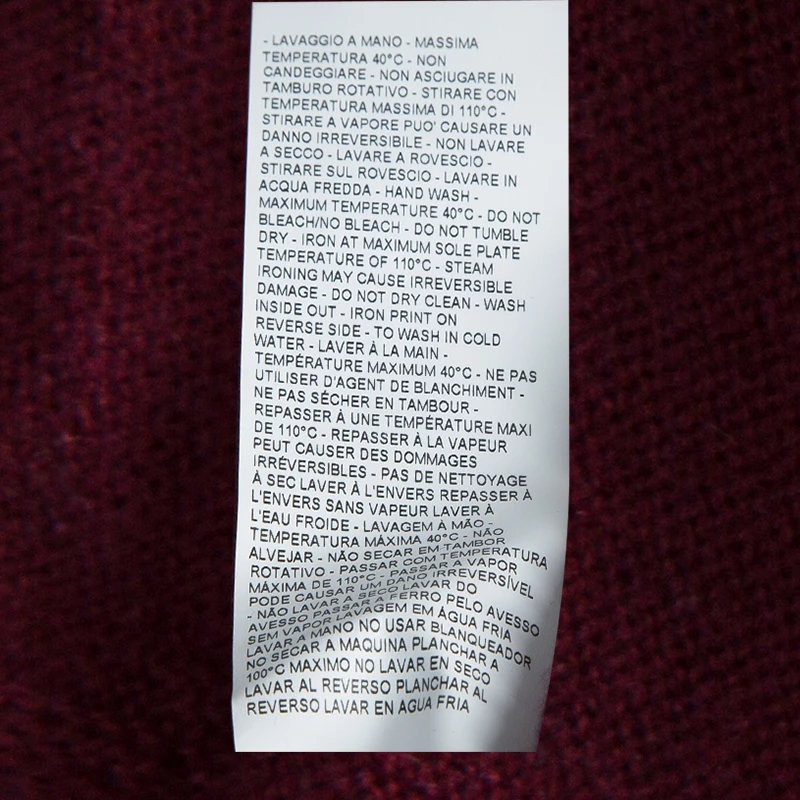 - LAVAGGIO A MANO - MASSIMA
TEMPERATURA 40°C - NON
CANDEGGIARE - NON ASCIUGARE IN
TAMBURO ROTATIVO - STIRARE CON
TEMPERATURA MASSIMA DI 110°C -
STIRARE A VAPORE PUO' CAUSARE UN
DANNO IRREVERSIBILE - NON LAVARE
A SECCO - LAVARE A ROVESCIO -
STIRARE SUL ROVESCIO - LAVARE IN
ACQUA FREDDA - HAND WASH -
MAXIMUM TEMPERATURE 40°C - DO NOT
BLEACH/NO BLEACH - DO NOT TUMBLE
DRY - IRON AT MAXIMUM SOLE PLATE
TEMPERATURE OF 110°C - STEAM
IRONING MAY CAUSE IRREVERSIBLE
DAMAGE - DO NOT DRY CLEAN - WASH
INSIDE OUT - IRON PRINT ON
REVERSE SIDE - TO WASH IN COLD
WATER - LAVER À LA MAIN -
TEMPÉRATURE MAXIMUM 40°C - NE PAS
UTILISER D'AGENT DE BLANCHIMENT -
NE PAS SÉCHER EN TAMBOUR -
REPASSER À UNE TEMPÉRATURE MAXI
DE 110°C - REPASSER À LA VAPEUR
PEUT CAUSER DES DOMMAGES
IRRÉVERSIBLES - PAS DE NETTOYAGE
À SEC LAVER À L'ENVERS REPASSER À
L'ENVERS SANS VAPEUR LAVER À
L'EAU FROIDE - LAVAGEM À MÃO -
TEMPERATURA MÁXIMA 40°C - NÃO
ALVEJAR - NÃO SECAR EM TAMBOR
ROTATIVO - PASSAR COM TEMPERATURA
MÁXIMA DE 110°C - PASSAR A VAPOR
PODE CAUSAR UM DANO IRREVERSÍVEL
- NÃO LAVAR A SECO LAVAR DO
AVESSO PASSAR A FERRO PELO AVESSO
SEM VAPOR LAVAGEM EM ÁGUA FRIA
LAVAR A MANO NO USAR BLANQUEADOR
NO SECAR A MAQUINA PLANCHAR A
100°C MAXIMO NO LAVAR EN SECO
LAVAR AL REVERSO PLANCHAR AL
REVERSO LAVAR EN AGUA FRIA